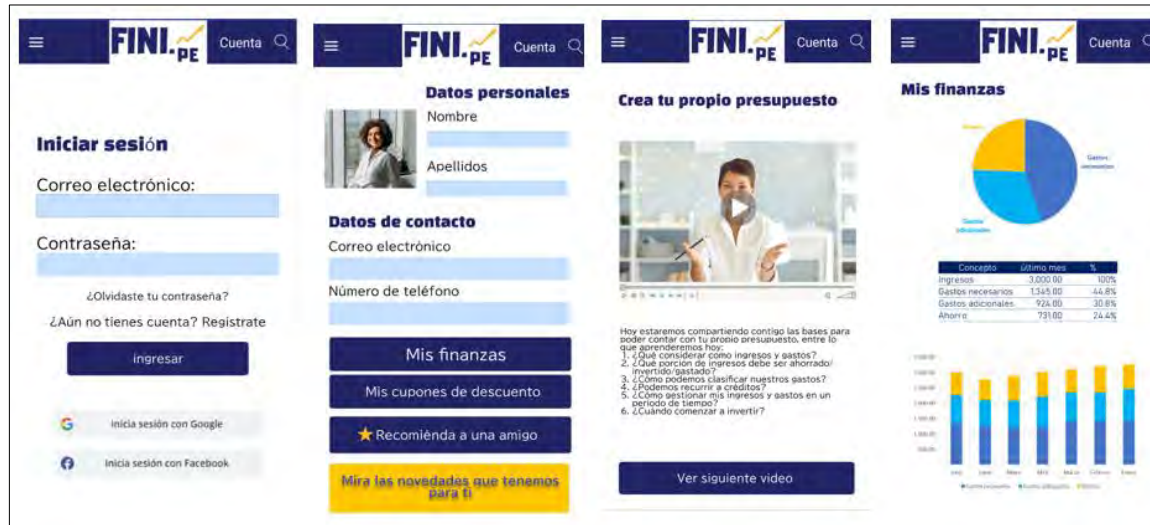 FINI.PE
Cuenta
Iniciar sesión
Correo electrónico:
Contraseña:
¿Olvidaste tu contraseña?
¿Aún no tienes cuenta? Registrate
ingresar
Inicia sesión con Google
Inicia sesión con Facebook
FINI.PE
Cuenta
Datos personales
Nombre
Apellidos
Datos de contacto
Correo electrónico
Número de teléfono
Mis finanzas
Mis cupones de descuento
Recomiènda a una amigo
Mira las novedades que tenemos
para ti
FINI.PE
Cuenta
Crea tu propio presupuesto
Hoy estaremos compartiendo contigo las bases para
poder contar con tu propio presupuesto, entre lo
que aprenderemos hoy:
1. ¿Qué considerar como ingresos y gastos?
2. ¿Qué porción de ingresos debe ser ahorrado/
invertido/gastado?
3. ¿Cómo podemos clasificar nuestros gastos?
4. ¿Podemos recurrir a créditos?
5. ¿Cómo gestionar mis ingresos y gastos en un
periodo de tiempo?
6. ¿Cuándo comenzar a invertir?
Ver siguiente video
FINI.PE
Cuenta
Mis finanzas
Gastos
necesarios
Gastos
adicionales
Concepto último mes %
Ingresos 3,000.00 100%
Gastos necesarios 1,345.00 44.8%
Gastos adicionales 924.00 30.8%
Ahorro 731.00 24.4%